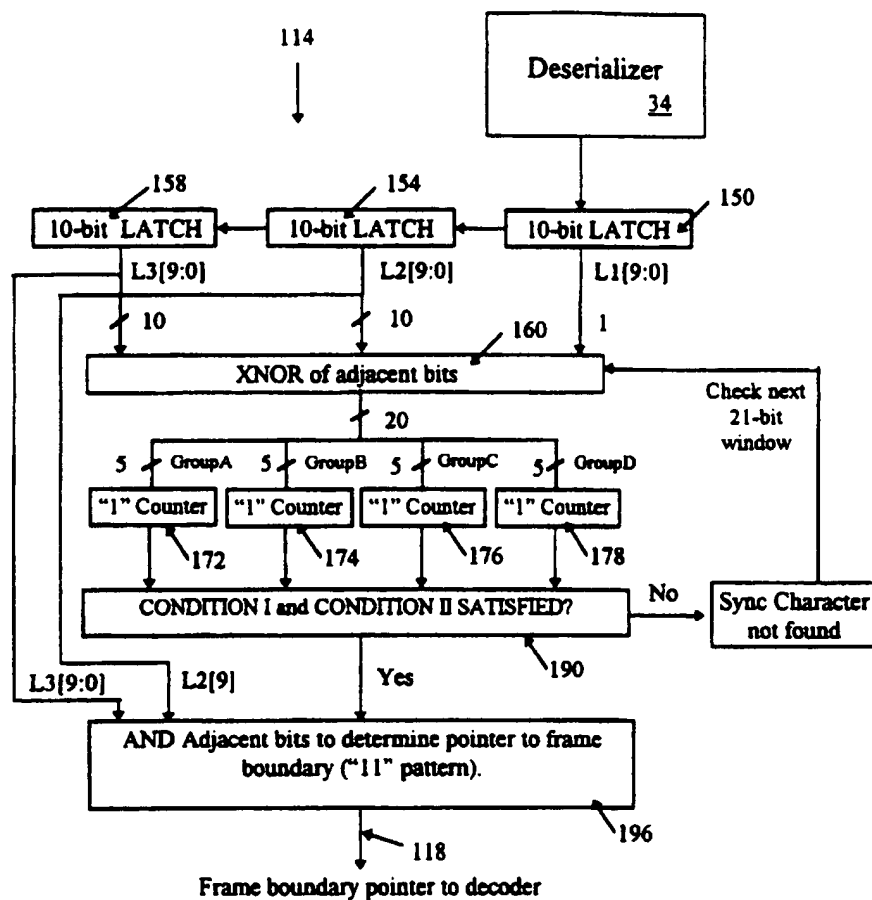 114
Deserializer
34
158
154
150
10-bit LATCH
10-bit LATCH
10-bit LATCH
L3[9:0]
L2[9:0]
L1[9:0]
10
10
160
1
XNOR of adjacent bits
Check next
21-bit
window
20
5
GroupA
5
GroupB
5
GroupC
5
GroupD
"1" Counter
"1" Counter
"1" Counter
"1" Counter
172
174
176
178
CONDITION I and CONDITION II SATISFIED?
No
Sync Character
not found
190
L3[9:0]
L2[9]
Yes
AND Adjacent bits to determine pointer to frame
boundary ("11" pattern).
118
196
Frame boundary pointer to decoder